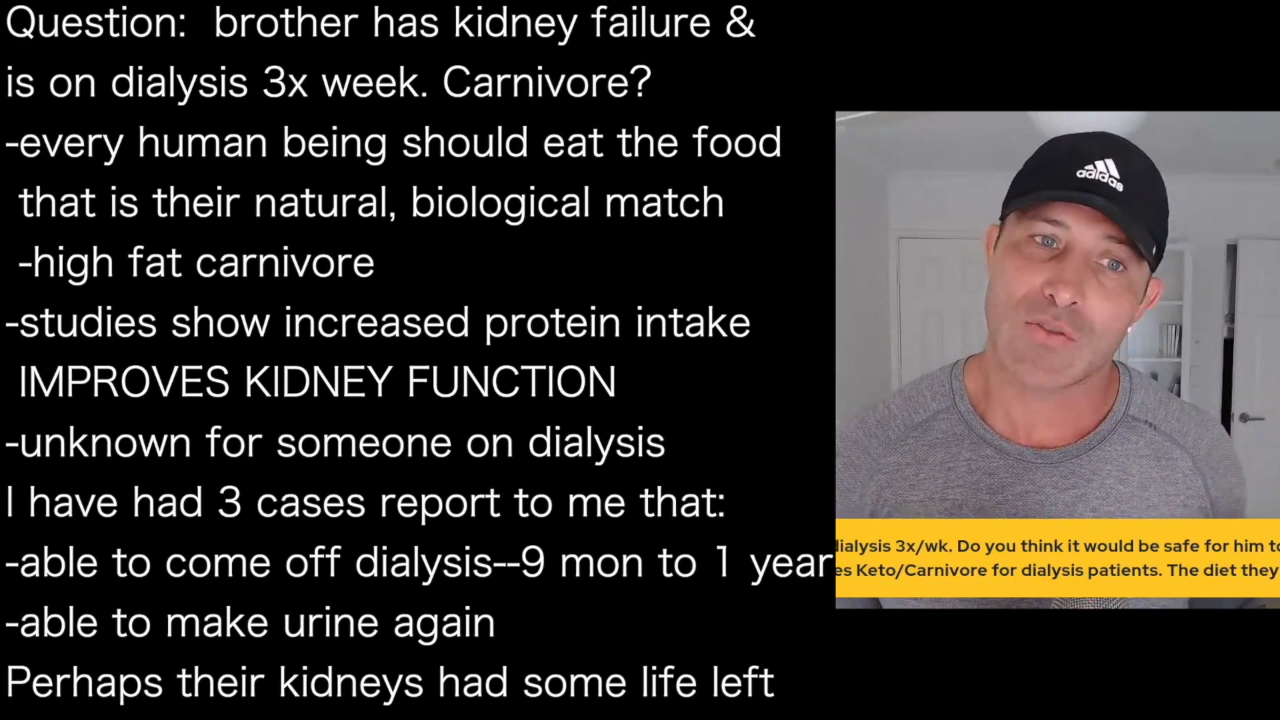 Question:  brother has kidney failure &
is on dialysis 3x week. Carnivore?
-every human being should eat the food
that is their natural, biological match
-high fat carnivore
-studies show increased protein intake
IMPROVES KIDNEY FUNCTION
-unknown for someone on dialysis
I have had 3 cases report to me that:
-able to come off dialysis--9 mon to 1 year
-able to make urine again
Perhaps their kidneys had some life left
adidas
dialysis 3x/wk. Do you think it would be safe for him to
es Keto/Carnivore for dialysis patients. The diet they